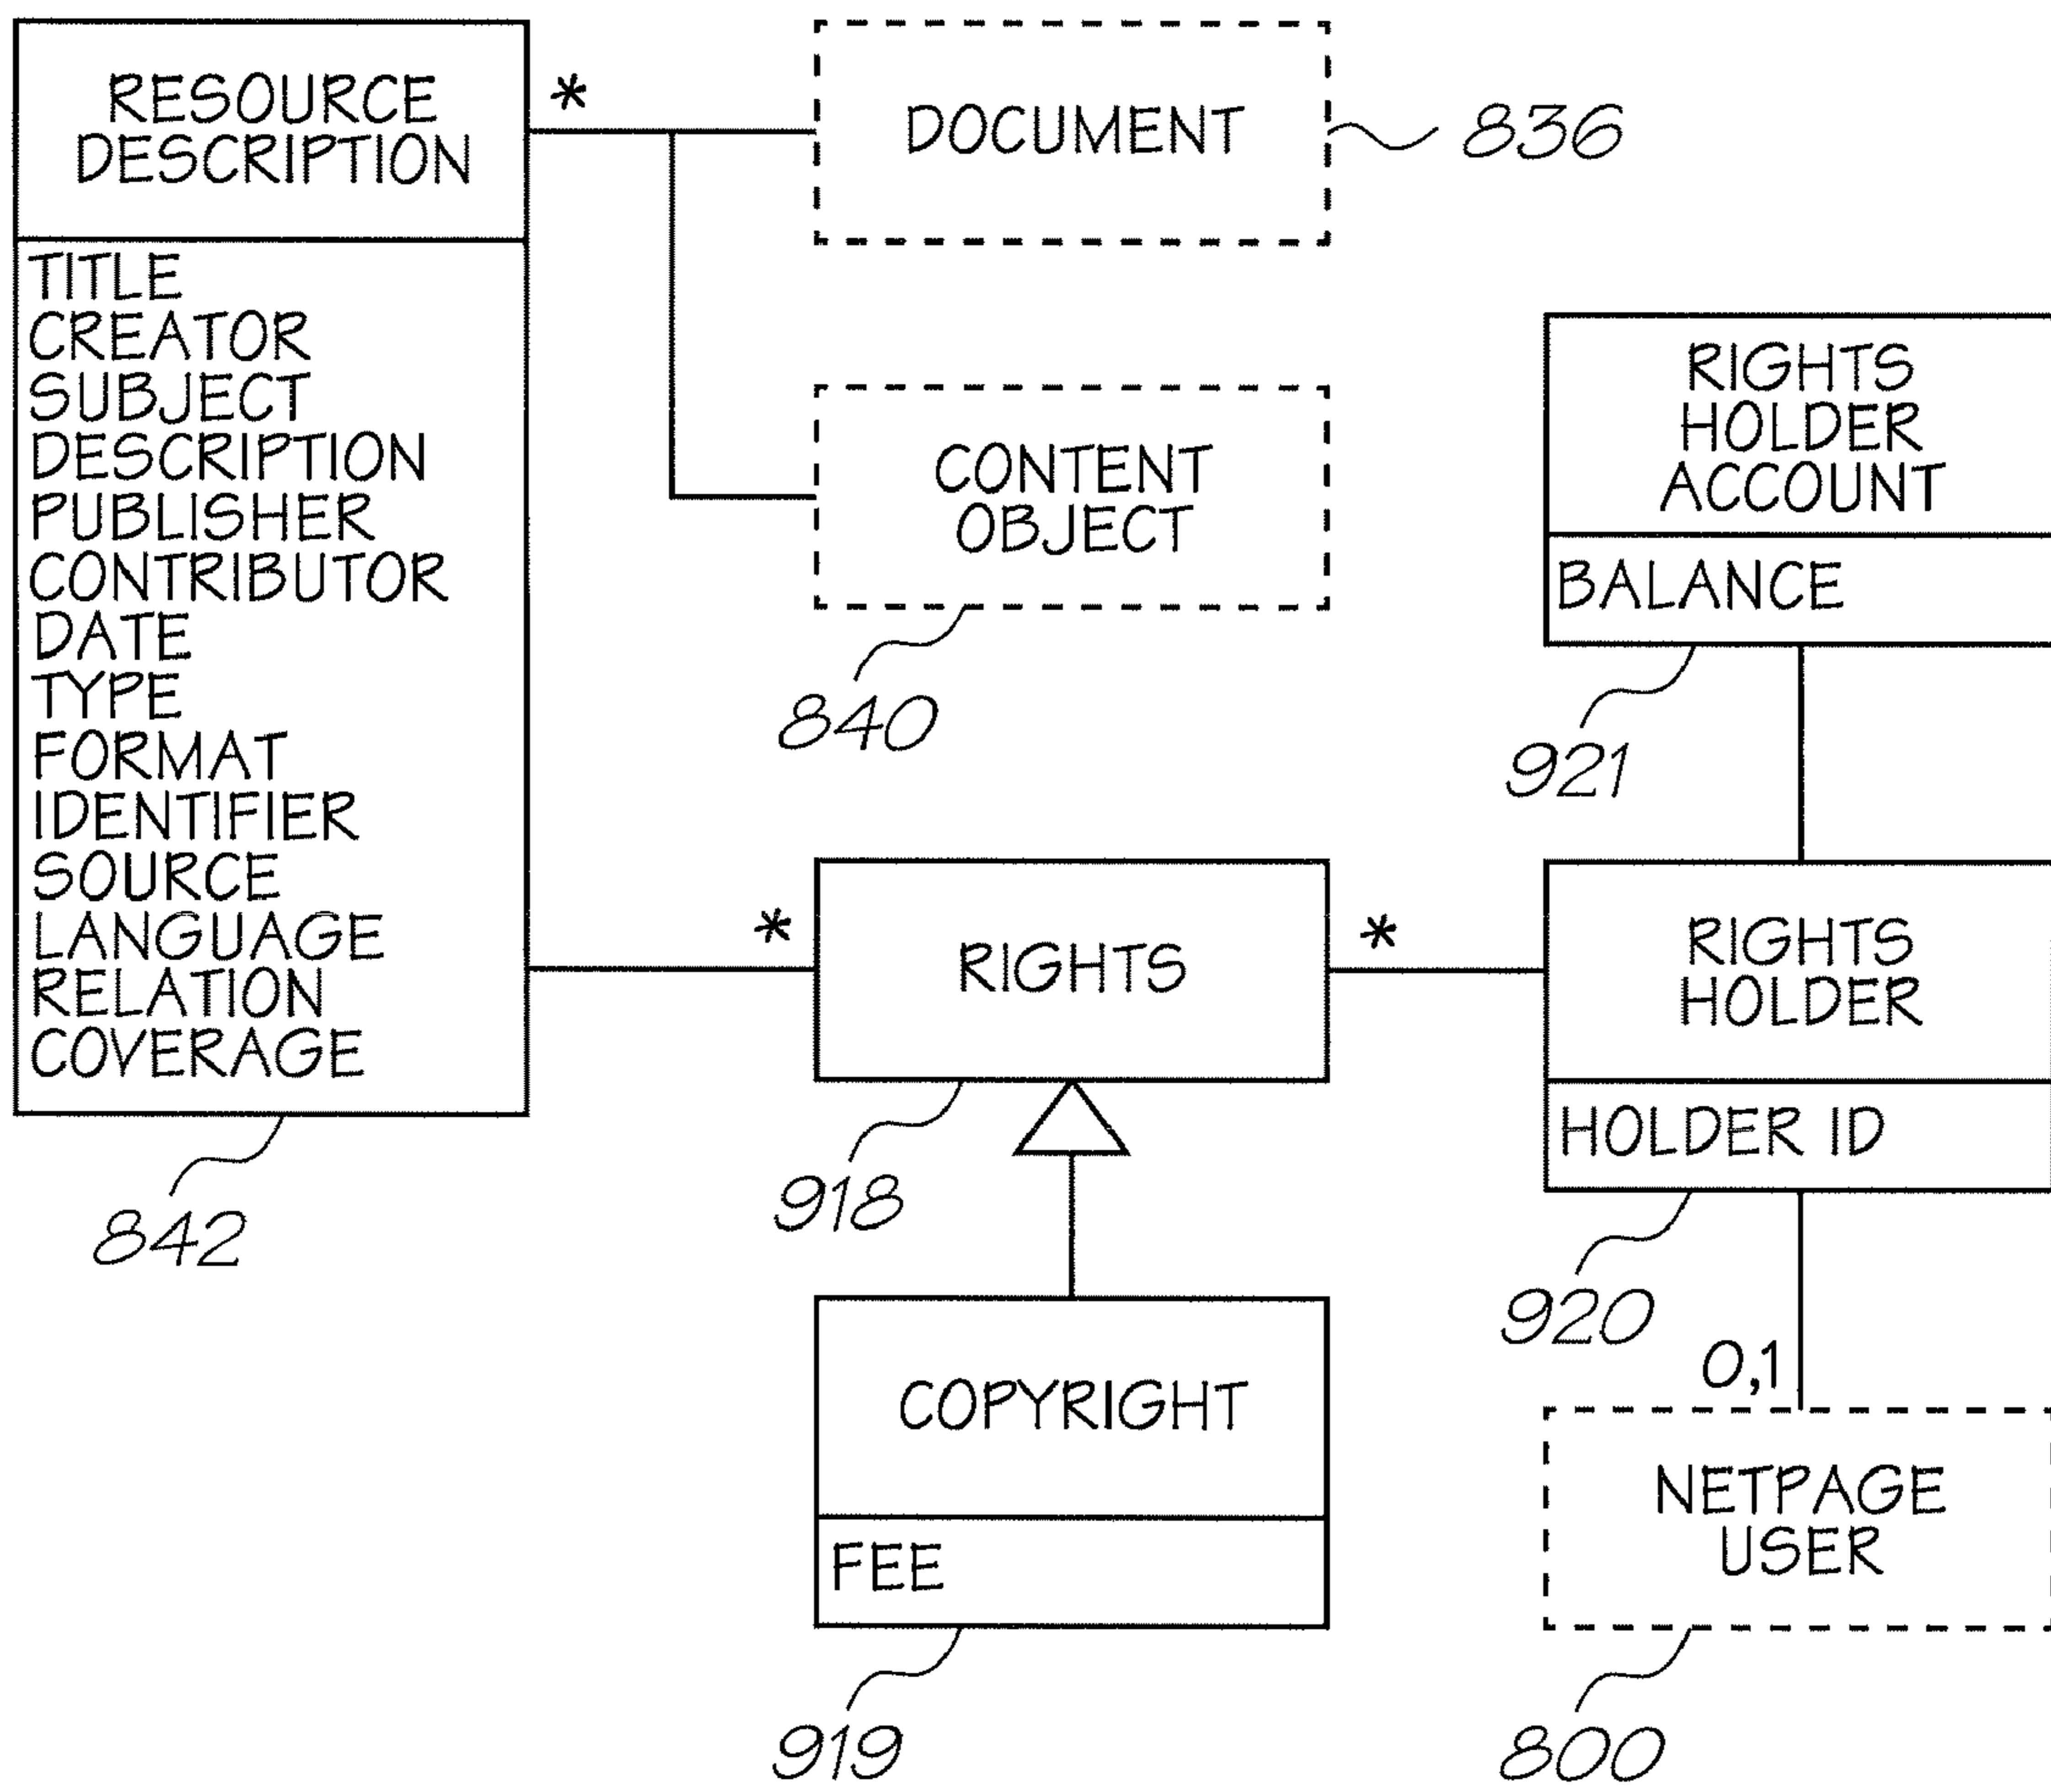 RESOURCE
DESCRIPTION
TITLE
CREATOR
SUBJECT
DESCRIPTION
PUBLISHER
CONTRIBUTOR
DATE
TYPE
FORMAT
IDENTIFIER
SOURCE
LANGUAGE
RELATION
COVERAGE
842
*
DOCUMENT
836
CONTENT
OBJECT
840
RIGHTS
HOLDER
ACCOUNT
BALANCE
921
*
RIGHTS
918
*
RIGHTS
HOLDER
HOLDER ID
920
COPYRIGHT
FEE
919
0,1
NETPAGE
USER
800